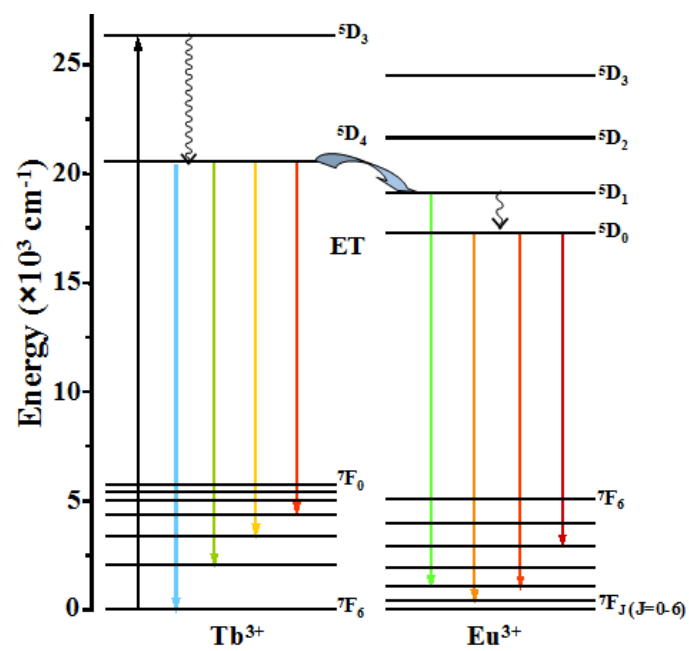 Energy (×10³ cm⁻¹)
25
20
15
10
5
0
⁵D₃
⁵D₄
ET
⁷F₀
⁷F₆
Tb³⁺
⁵D₃
⁵D₂
⁵D₁
⁵D₀
⁷F₆
⁷F_J (J=0-6)
Eu³⁺